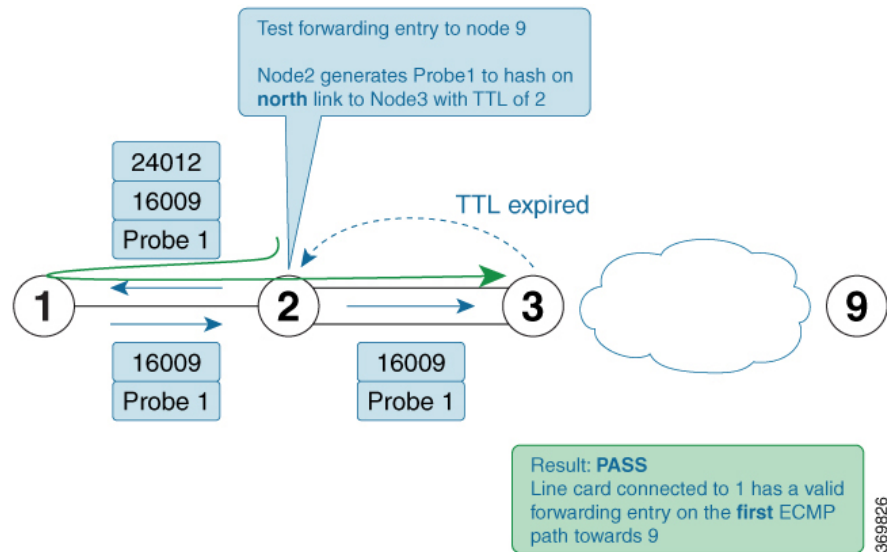 Test forwarding entry to node 9
Node2 generates Probe1 to hash on
north link to Node3 with TTL of 2
24012
16009
Probe 1
TTL expired
1
2
3
9
16009
Probe 1
16009
Probe 1
Result: PASS
Line card connected to 1 has a valid
forwarding entry on the first ECMP
path towards 9
369826